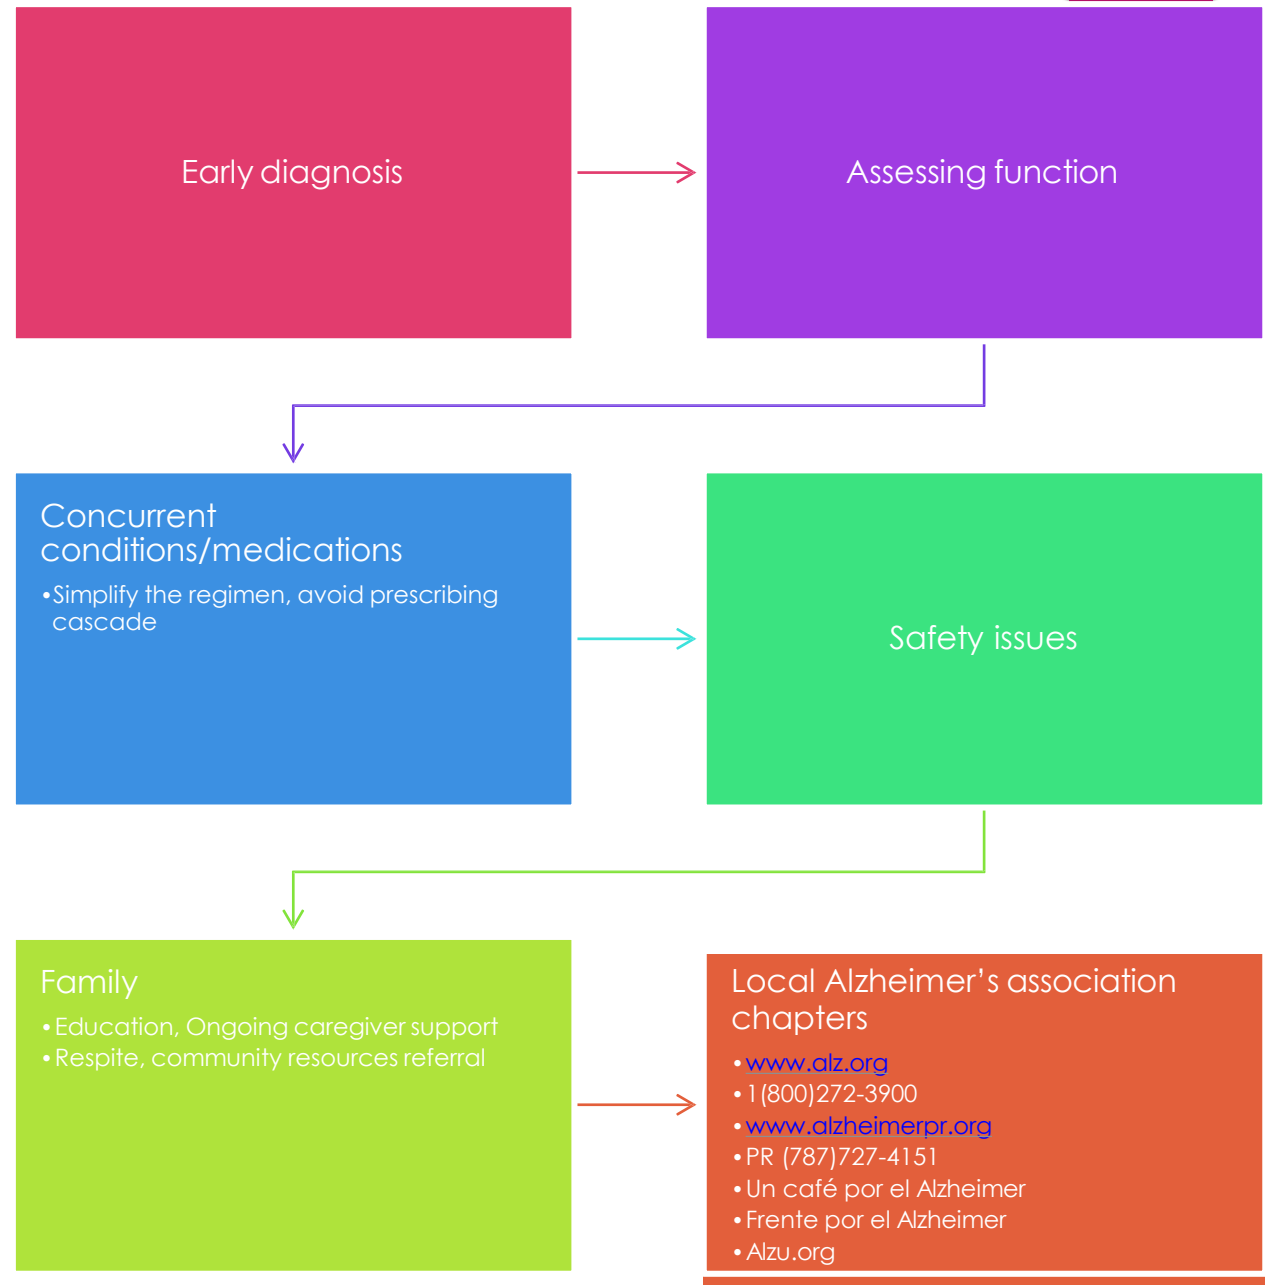 Early diagnosis
Assessing function
Concurrent
conditions/medications
•Simplify the regimen, avoid prescribing
cascade
Safety issues
Family
•Education, Ongoing caregiver support
•Respite, community resources referral
Local Alzheimer’s association
chapters
•www.alz.org
•1(800)272-3900
•www.alzheimerpr.org
•PR (787)727-4151
•Un café por el Alzheimer
•Frente por el Alzheimer
•Alzu.org